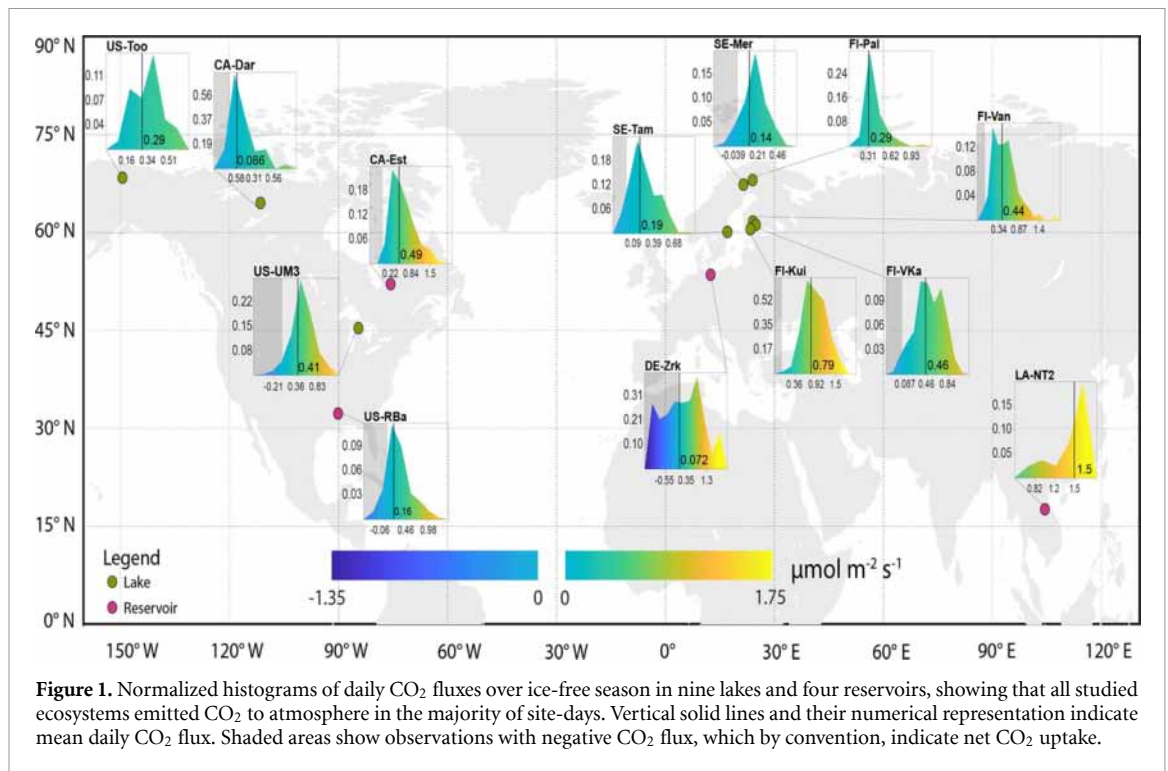 90° N
75° N
60° N
45° N
30° N
15° N
0° N
150° W
120° W
90° W
60° W
30° W
0°
30° E
60° E
90° E
120° E
US-Too
0.11
0.07
0.04
0.29
0.16 0.34 0.51
CA-Dar
0.56
0.37
0.19
0.086
0.58 0.31 0.56
CA-Est
0.18
0.12
0.06
0.49
0.22 0.84 1.5
US-UM3
0.22
0.15
0.08
0.41
-0.21 0.36 0.83
US-RBa
0.09
0.06
0.03
0.16
-0.06 0.46 0.98
SE-Mer
0.15
0.10
0.05
0.14
-0.039 0.21 0.46
FI-Pal
0.24
0.16
0.08
0.29
0.31 0.62 0.93
SE-Tam
0.18
0.12
0.06
0.19
0.09 0.39 0.68
FI-Van
0.12
0.08
0.04
0.44
0.34 0.87 1.4
FI-Kui
0.52
0.35
0.17
0.79
0.36 0.92 1.5
FI-VKa
0.09
0.06
0.03
0.46
0.087 0.46 0.84
DE-Zrk
0.31
0.21
0.10
0.072
-0.55 0.35 1.3
LA-NT2
0.15
0.10
0.05
1.5
0.82 1.2 1.5
Legend
Lake
Reservoir
-1.35
0
0
1.75
μmol m⁻² s⁻¹
Figure 1. Normalized histograms of daily CO₂ fluxes over ice-free season in nine lakes and four reservoirs, showing that all studied
ecosystems emitted CO₂ to atmosphere in the majority of site-days. Vertical solid lines and their numerical representation indicate
mean daily CO₂ flux. Shaded areas show observations with negative CO₂ flux, which by convention, indicate net CO₂ uptake.